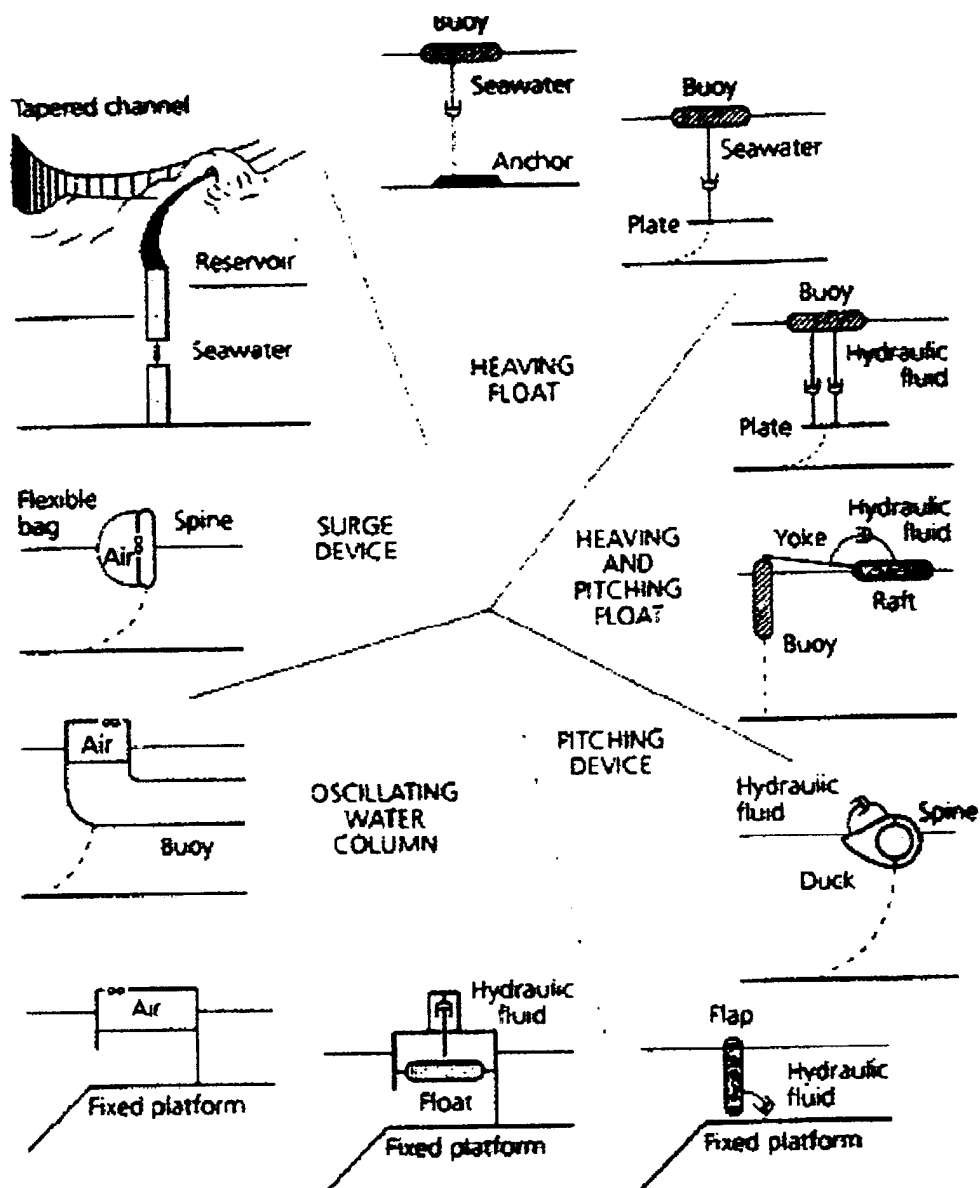 Buoy
Seawater
Anchor
Tapered channel
Reservoir
Seawater
Buoy
Seawater
Plate
HEAVING
FLOAT
Buoy
Hydraulic
fluid
Plate
Flexible
bag
Air
Spine
SURGE
DEVICE
HEAVING
AND
PITCHING
FLOAT
Hydraulic
fluid
Yoke
Raft
Buoy
Air
Buoy
OSCILLATING
WATER
COLUMN
PITCHING
DEVICE
Hydraulic
fluid
Spine
Duck
Air
Fixed platform
Hydraulic
fluid
Float
Fixed platform
Flap
Hydraulic
fluid
Fixed platform